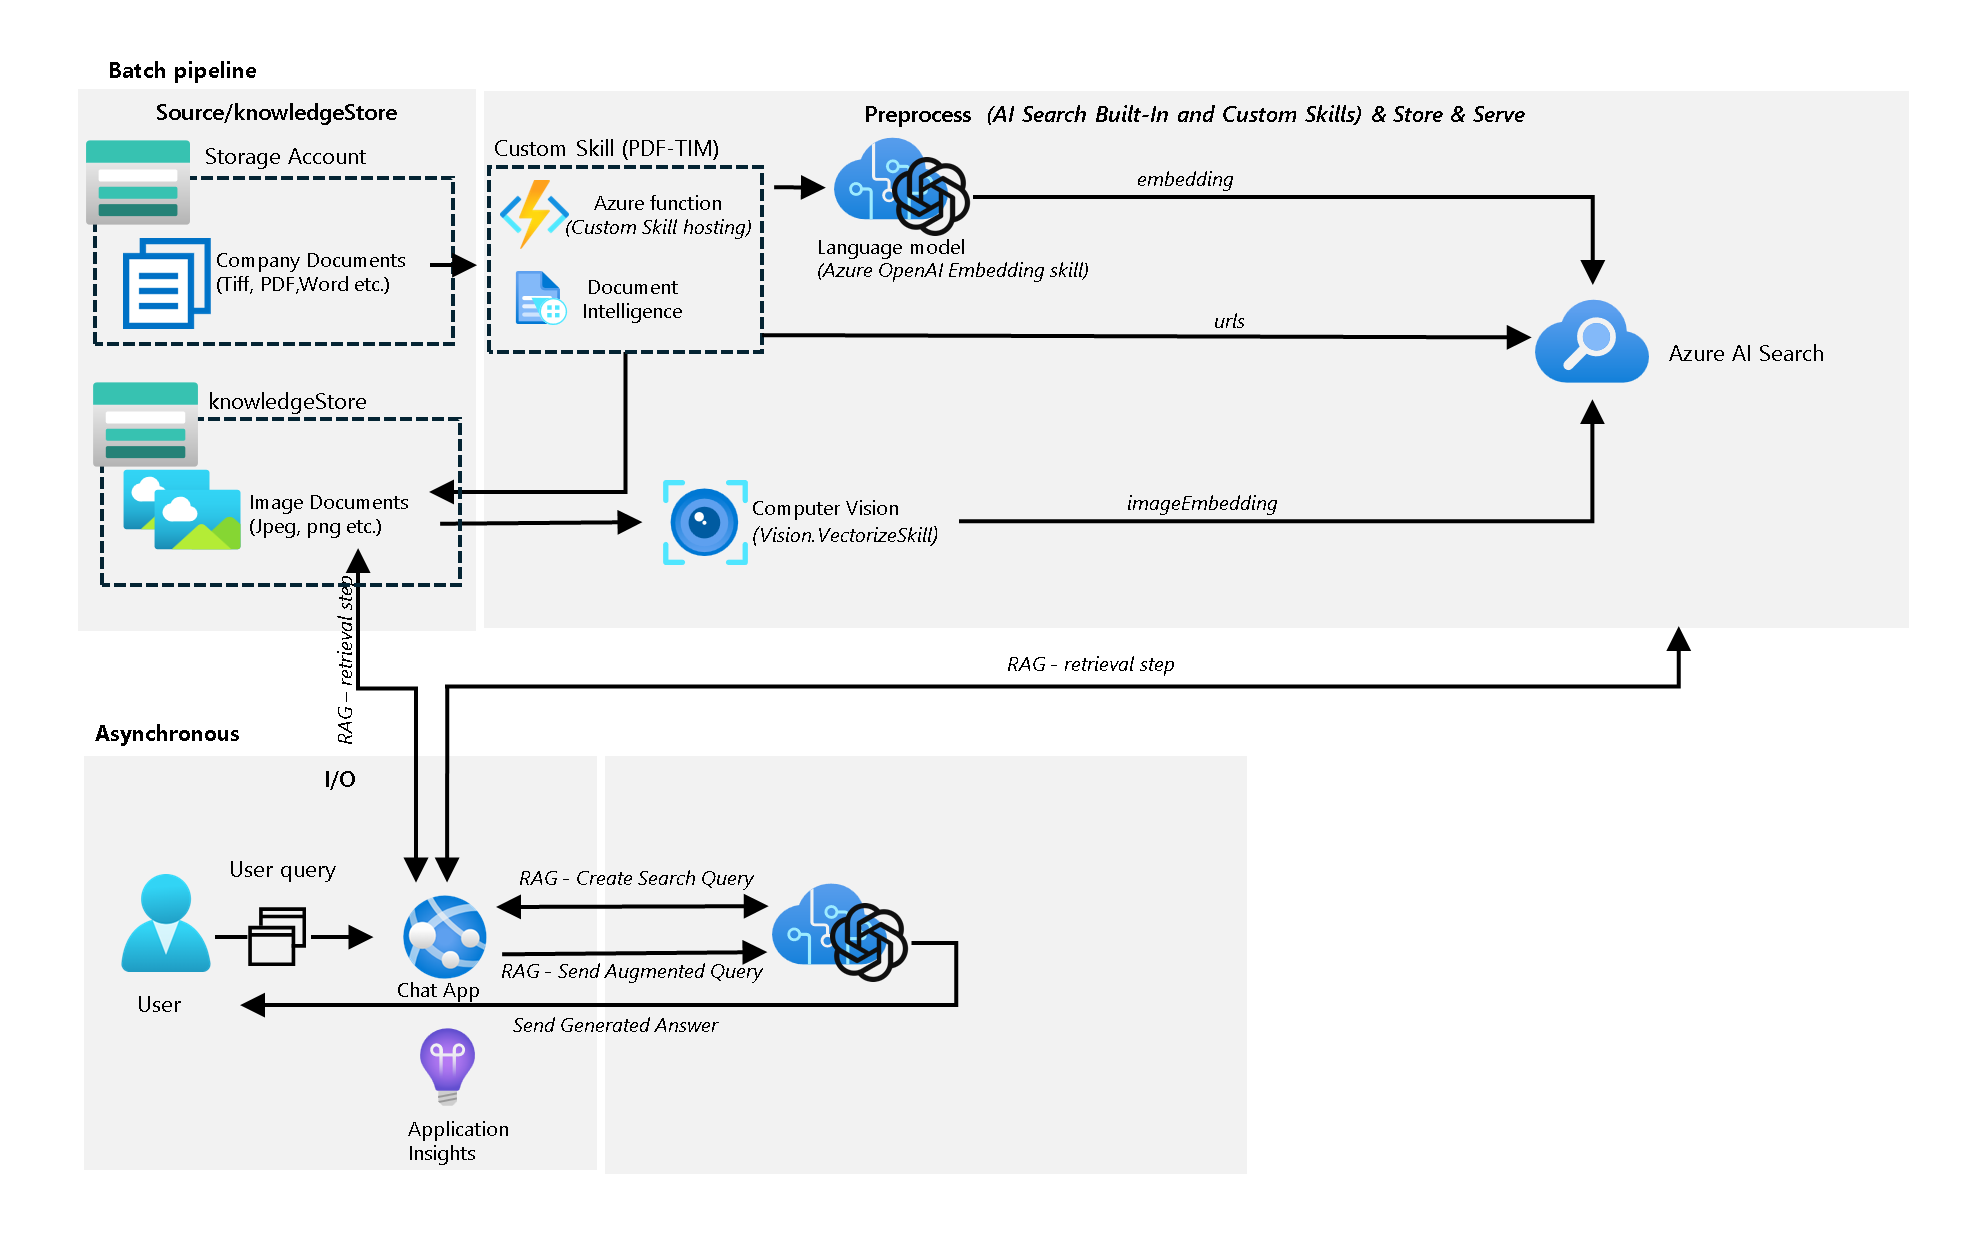 Batch pipeline
Source/knowledgeStore
Preprocess (AI Search Built-In and Custom Skills) & Store & Serve
Storage Account
Company Documents
(Tiff, PDF,Word etc.)
Custom Skill (PDF-TIM)
Azure function
(Custom Skill hosting)
Document
Intelligence
Language model
(Azure OpenAI Embedding skill)
embedding
urls
Azure AI Search
knowledgeStore
Image Documents
(Jpeg, png etc.)
Computer Vision
(Vision.VectorizeSkill)
imageEmbedding
RAG – retrieval step
RAG - retrieval step
Asynchronous
I/O
User query
User
Chat App
RAG - Create Search Query
RAG - Send Augmented Query
Send Generated Answer
Application
Insights